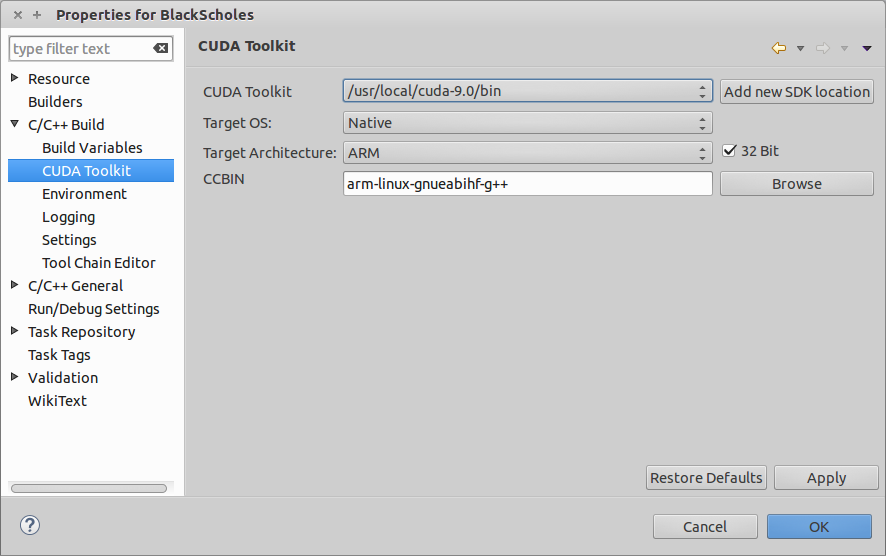 Properties for BlackScholes
type filter text
Resource
Builders
C/C++ Build
Build Variables
CUDA Toolkit
Environment
Logging
Settings
Tool Chain Editor
C/C++ General
Run/Debug Settings
Task Repository
Task Tags
Validation
WikiText
CUDA Toolkit
CUDA Toolkit /usr/local/cuda-9.0/bin Add new SDK location
Target OS: Native
Target Architecture: ARM 32 Bit
CCBIN arm-linux-gnueabihf-g++ Browse
Restore Defaults Apply
? Cancel OK